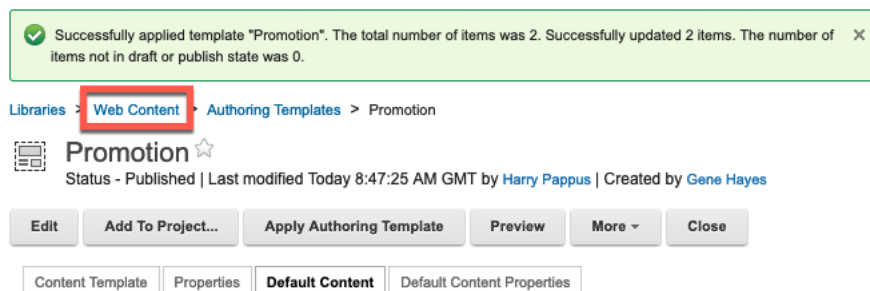 Successfully applied template "Promotion". The total number of items was 2. Successfully updated 2 items. The number of
items not in draft or publish state was 0.
Libraries > Web Content > Authoring Templates > Promotion
Promotion
Status - Published | Last modified Today 8:47:25 AM GMT by Harry Pappus | Created by Gene Hayes
Edit Add To Project... Apply Authoring Template Preview More Close
Content Template Properties Default Content Default Content Properties